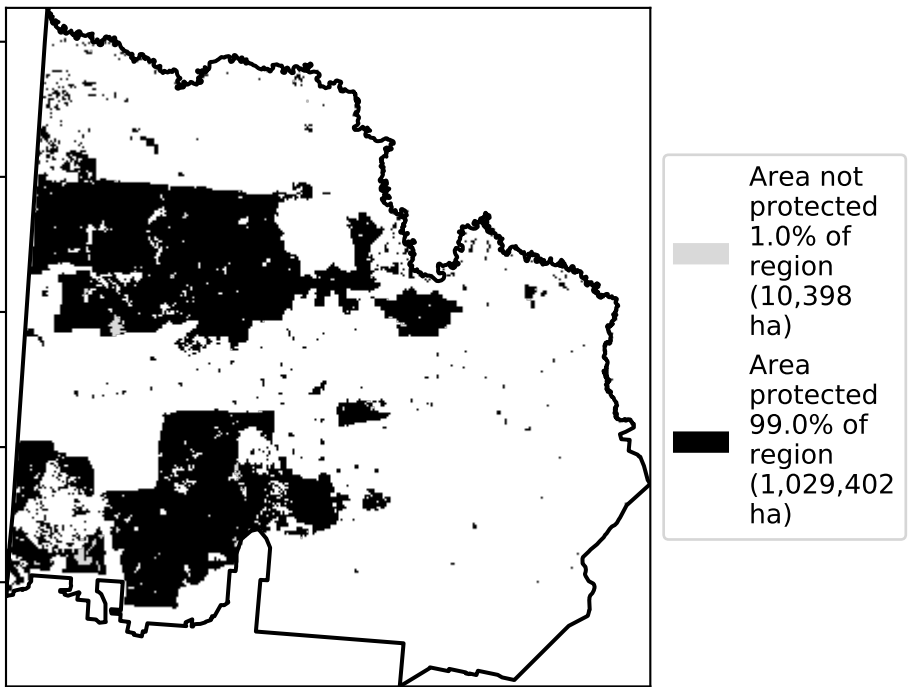 Area not
protected
1.0% of
region
(10,398
ha)
Area
protected
99.0% of
region
(1,029,402
ha)